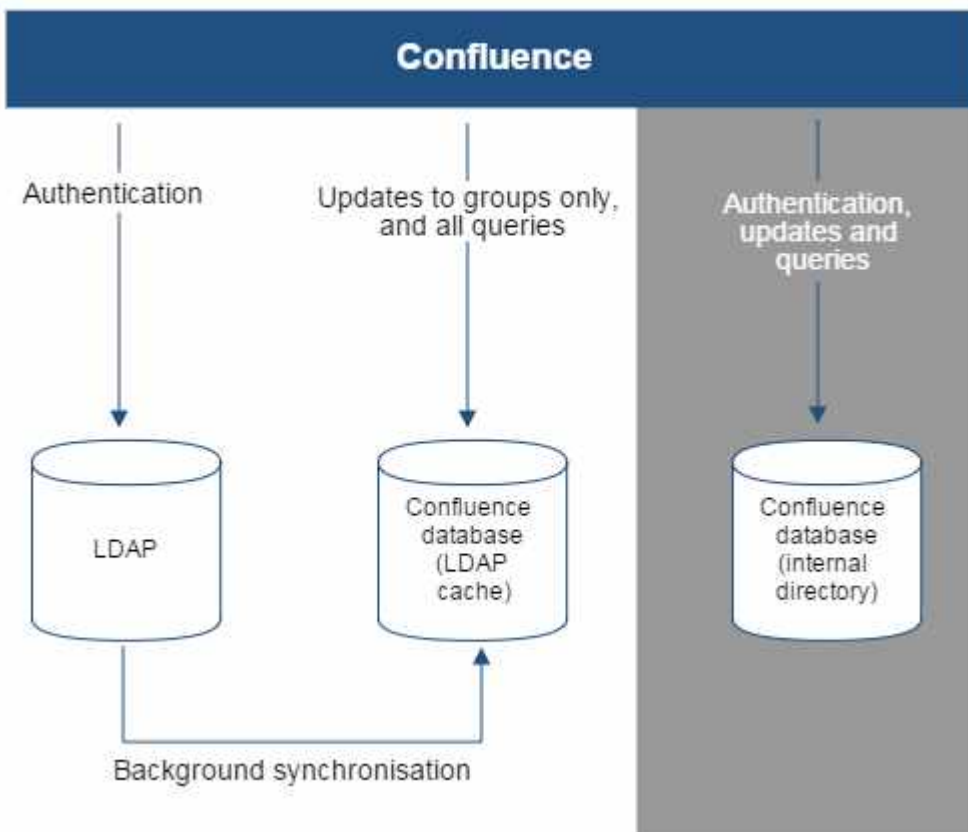 Confluence
Authentication
Updates to groups only,
and all queries
Authentication,
updates and
queries
LDAP
Confluence
database
(LDAP
cache)
Confluence
database
(internal
directory)
Background synchronisation